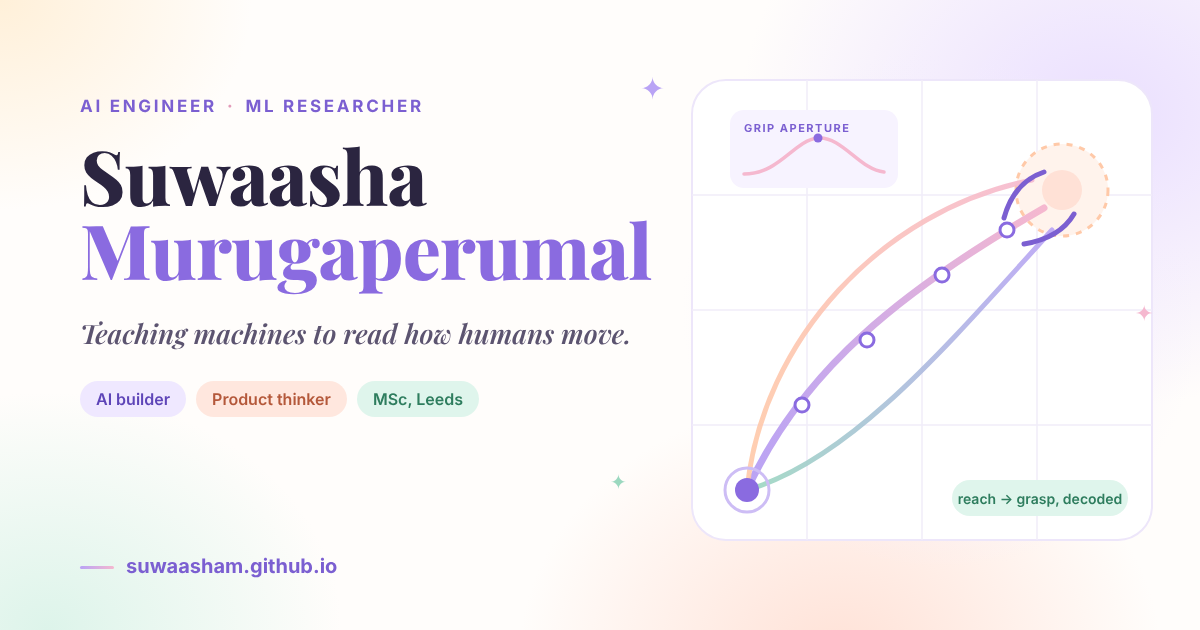 AI ENGINEER · ML RESEARCHER
Suwaasha
Murugaperumal
Teaching machines to read how humans move.
AI builder
Product thinker
MSc, Leeds
suwaasham.github.io
GRIP APERTURE
reach → grasp, decoded